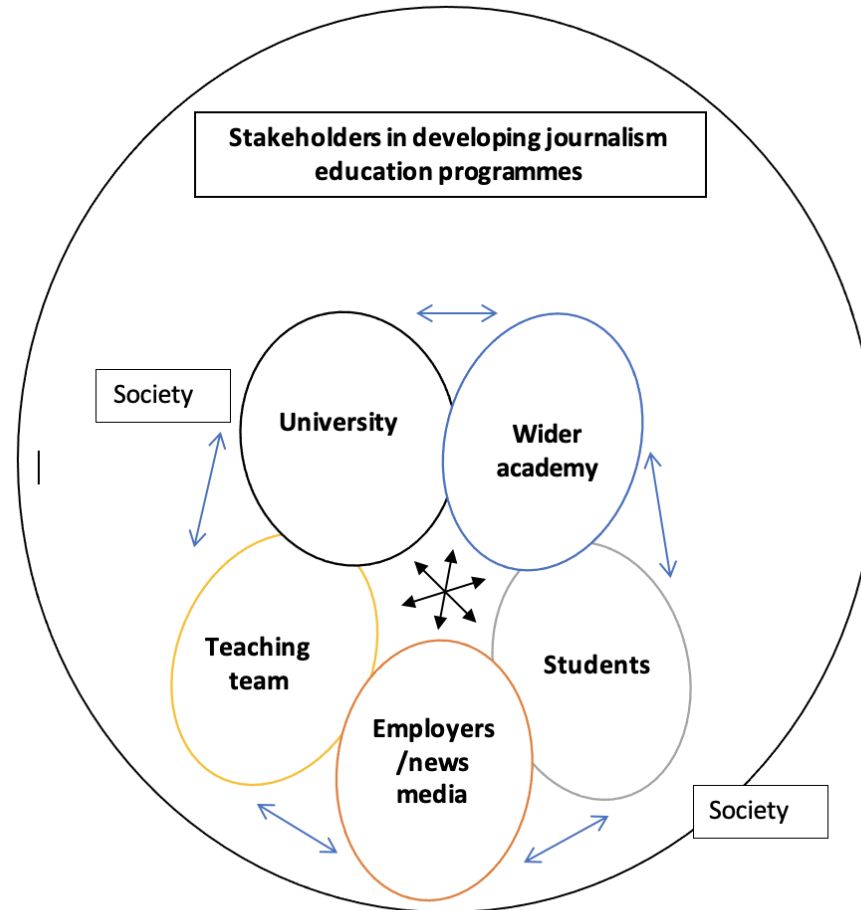 Stakeholders in developing journalism
education programmes
Society
University
Wider
academy
Teaching
team
Students
Employers
/news
media
Society